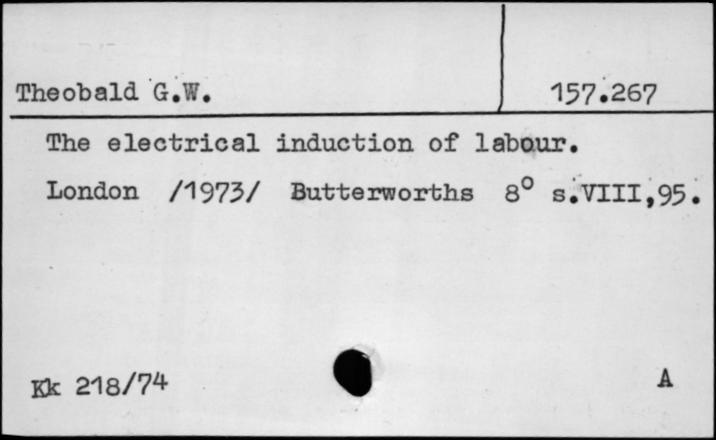 Theobald G.W. 157.267
The electrical induction of labour.
London /1973/ Butterworths 8° s.VIII,95.
Kk 218/74 A